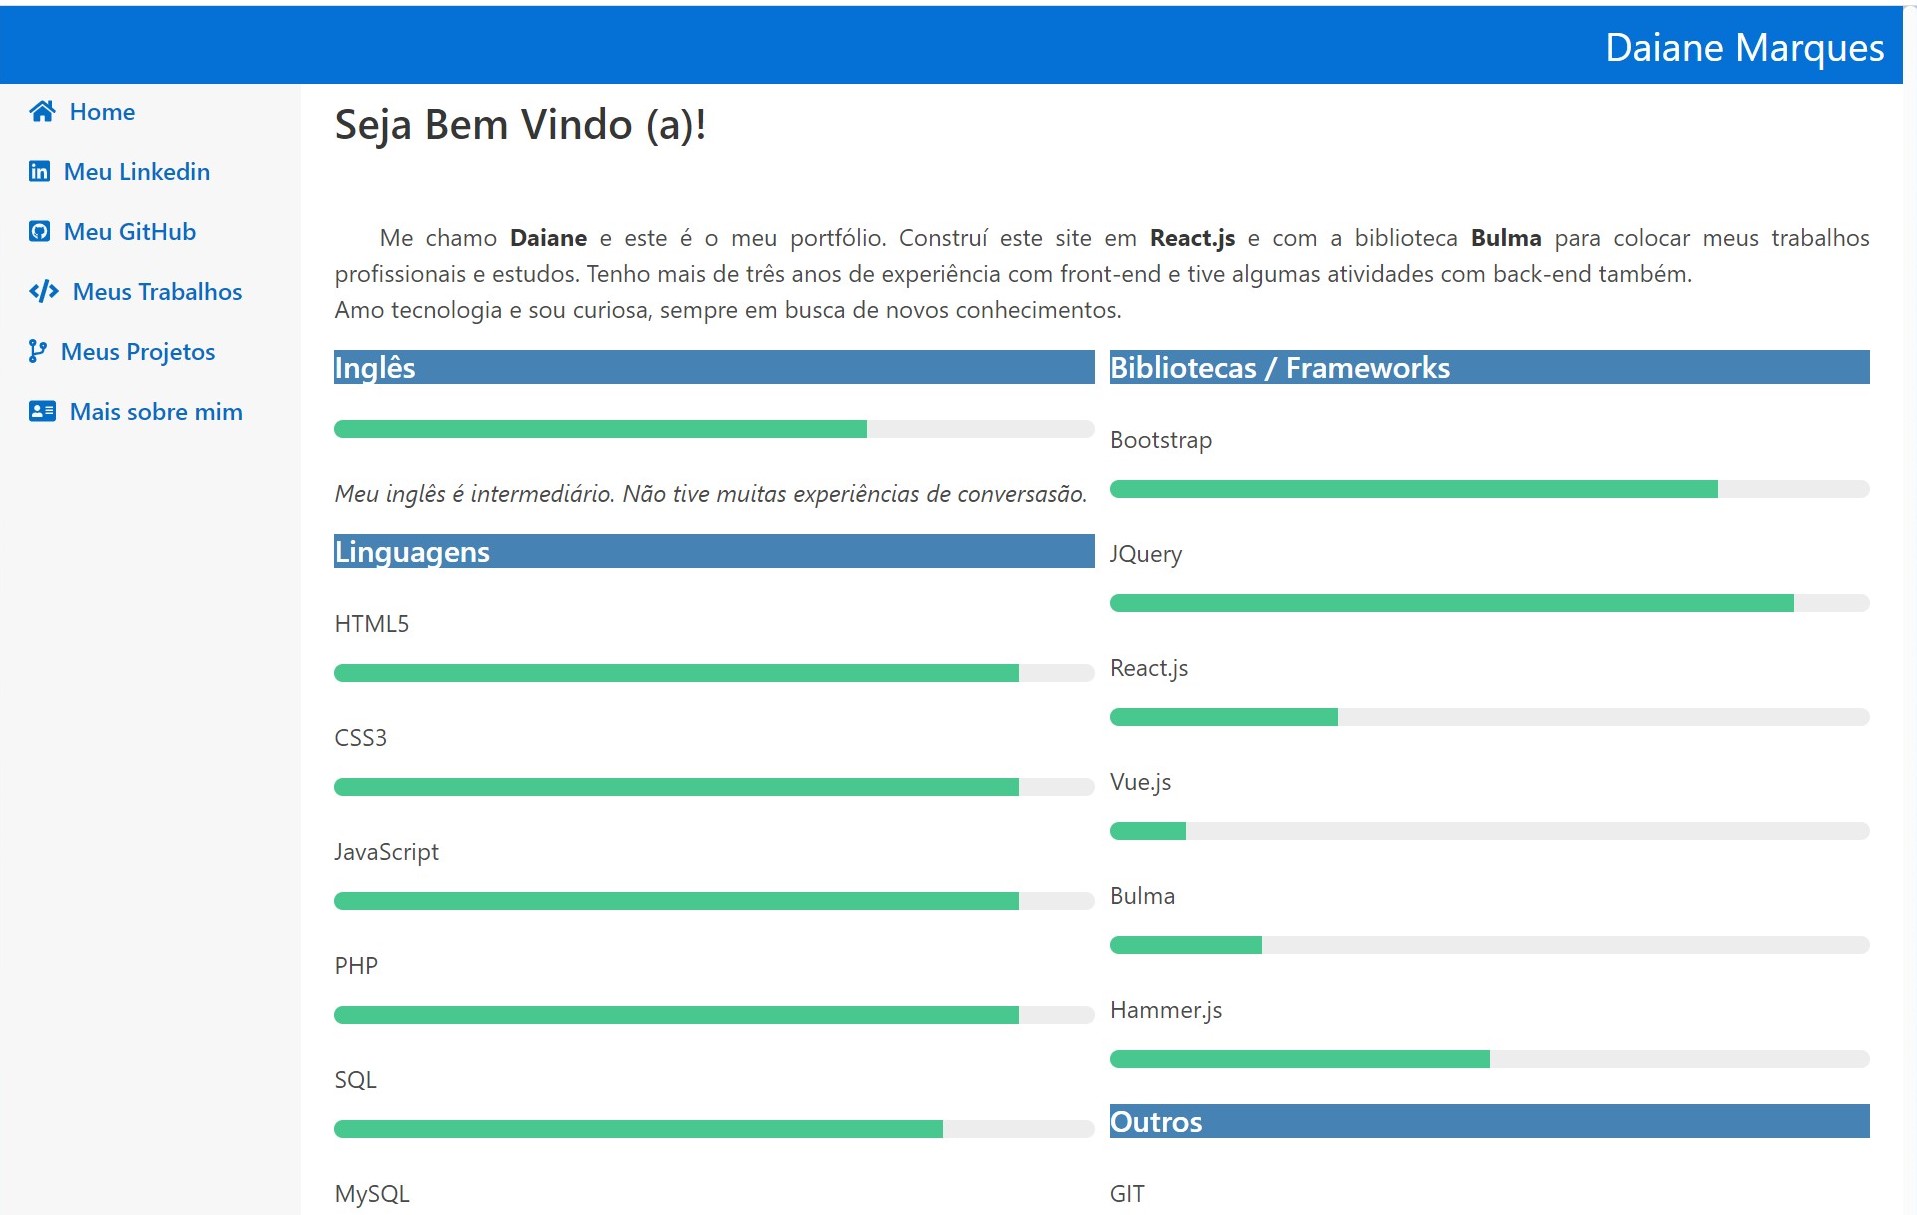 Daiane Marques
Home
Meu Linkedin
Meu GitHub
Meus Trabalhos
Meus Projetos
Mais sobre mim
Seja Bem Vindo (a)!
Me chamo Daiane e este é o meu portfólio. Construí este site em React.js e com a biblioteca Bulma para colocar meus trabalhos
profissionais e estudos. Tenho mais de três anos de experiência com front-end e tive algumas atividades com back-end também.
Amo tecnologia e sou curiosa, sempre em busca de novos conhecimentos.
Inglês
Meu inglês é intermediário. Não tive muitas experiências de conversasão.
Linguagens
HTML5
CSS3
JavaScript
PHP
SQL
MySQL
Bibliotecas / Frameworks
Bootstrap
JQuery
React.js
Vue.js
Bulma
Hammer.js
Outros
GIT